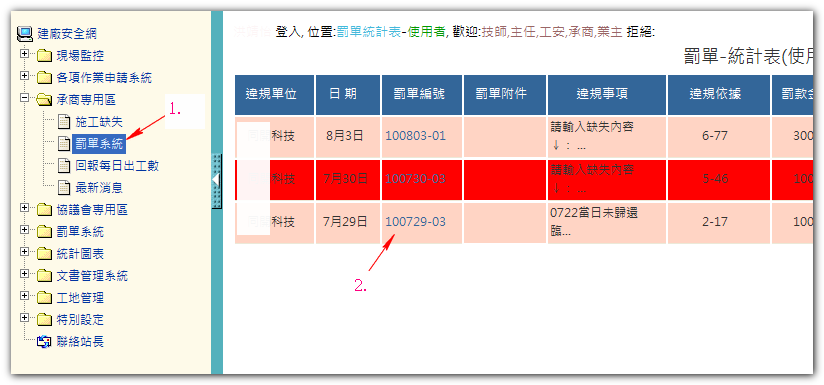 建廠安全網
現場監控
各項作業申請系統
承商專用區
施工缺失
罰單系統
回報每日出工數
最新消息
協議會專用區
罰單系統
統計圖表
文書管理系統
工地管理
特別設定
聯絡站長
1.
登入, 位置:罰單統計表-使用者, 歡迎:技師,主任,工安,承商,業主 拒絕:
罰單-統計表(使用
違規單位 日 期 罰單編號 罰單附件 違規事項 違規依據 罰款金
科技 8月3日 100803-01 請輸入缺失內容 6-77 300
↓ : ...
科技 7月30日 100730-03 請輸入缺失內容 5-46 100
↓ : ...
科技 7月29日 100729-03 0722當日未歸還 2-17 100
臨...
2.